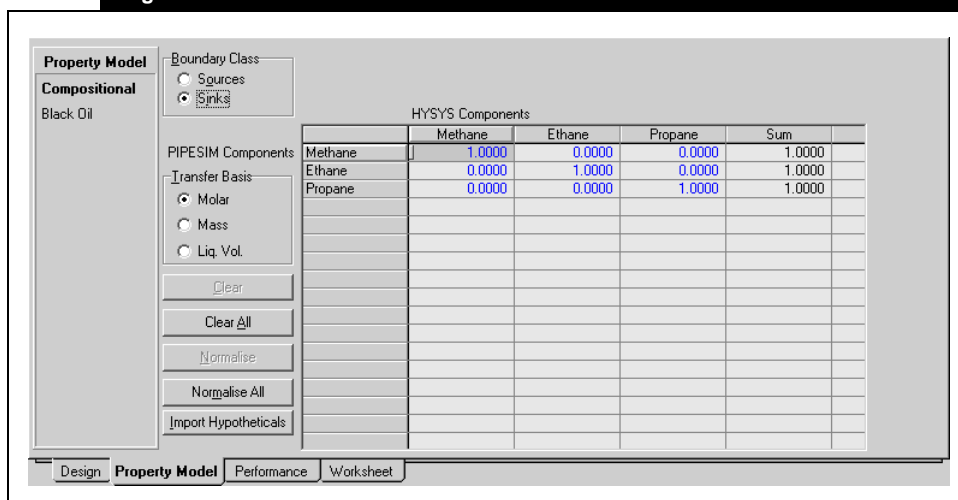 Property Model
Compositional
Black Oil
Boundary Class
Sources
Sinks
HYSYS Components
Methane Ethane Propane Sum
PIPESIM Components
Methane 1.0000 0.0000 0.0000 1.0000
Ethane 0.0000 1.0000 0.0000 1.0000
Propane 0.0000 0.0000 1.0000 1.0000
Transfer Basis
Molar
Mass
Liq. Vol.
Clear
Clear All
Normalise
Normalise All
Import Hypotheticals
Design Property Model Performance Worksheet